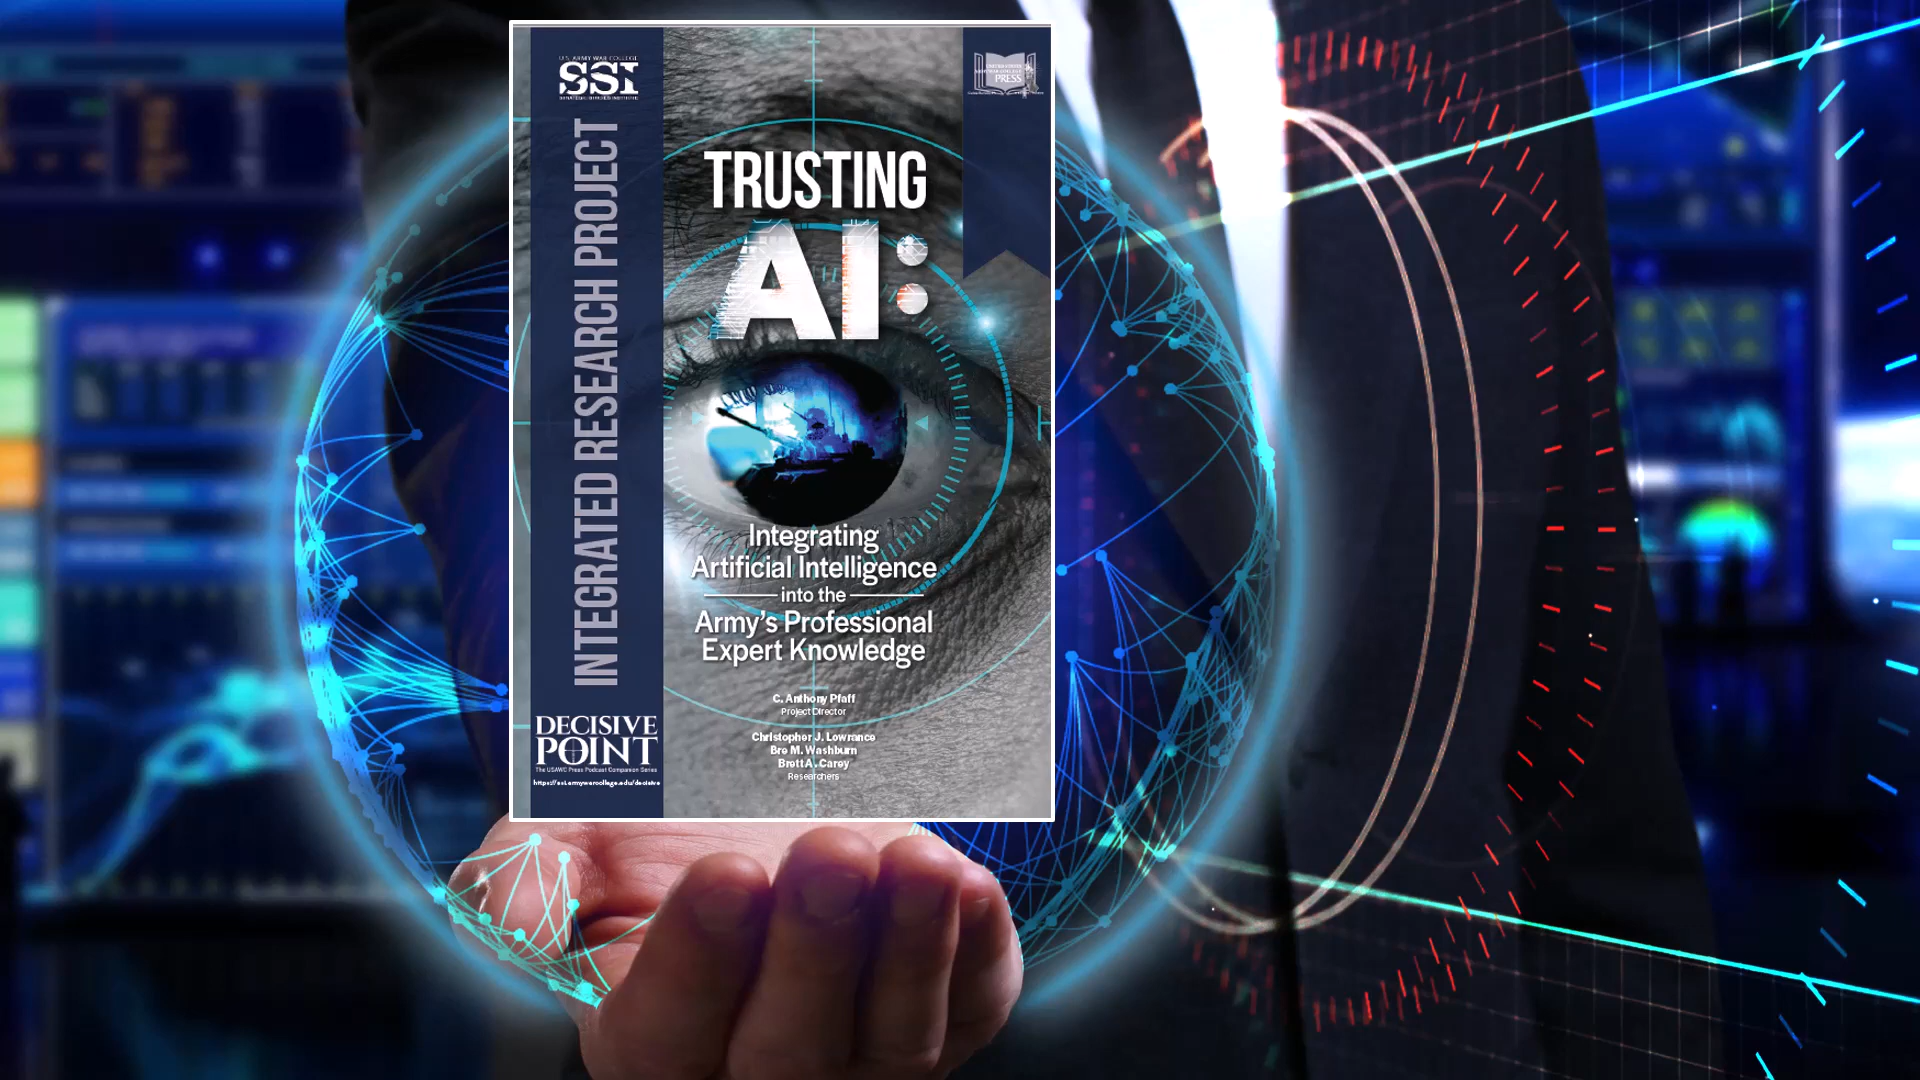 U.S. ARMY WAR COLLEGE
SSI
STRATEGIC STUDIES INSTITUTE
PRESS
INTEGRATED RESEARCH PROJECT
TRUSTING
AI:
Integrating
Artificial Intelligence
into the
Army's Professional
Expert Knowledge
C. Anthony Pfaff
Project Director
Christopher J. Lowrance
Bre M. Washburn
Brett A. Carey
Researchers
DECISIVE
POINT
The USAWC Press Podcast Companion Series
https://ssi.armywarcollege.edu/decisive